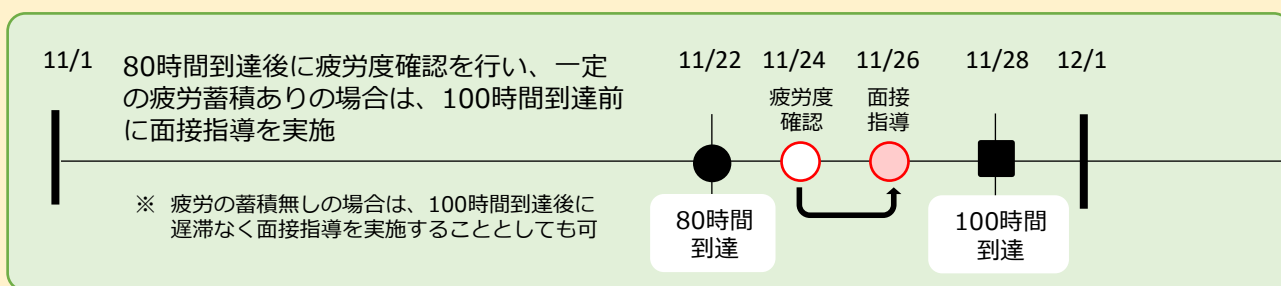 11/1
80時間到達後に疲労度確認を行い、一定
の疲労蓄積ありの場合は、100時間到達前
に面接指導を実施
※ 疲労の蓄積無しの場合は、100時間到達後に
遅滞なく面接指導を実施することとしても可
11/22
11/24
11/26
11/28
12/1
疲労度
確認
面接
指導
80時間
到達
100時間
到達